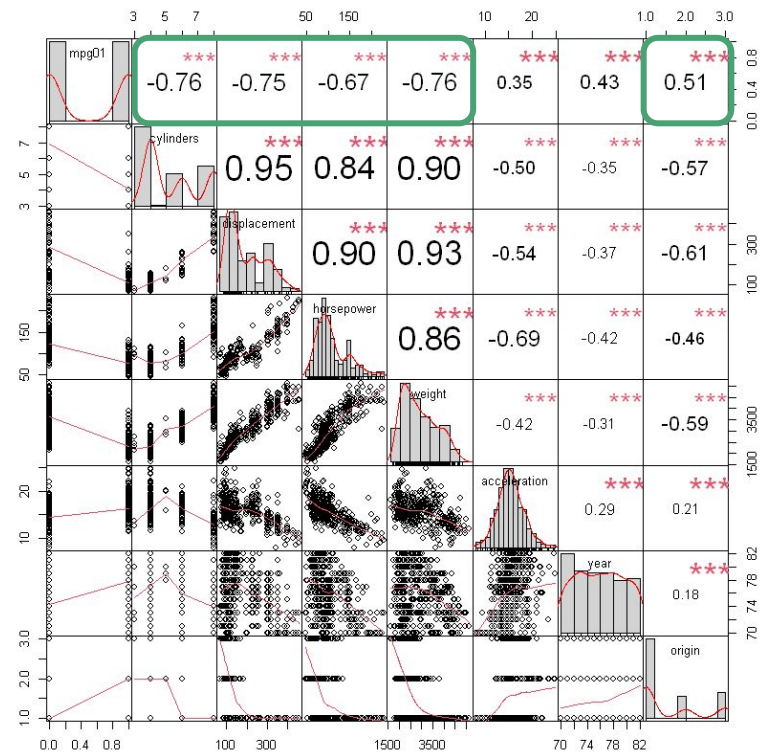 3 5 7 50 150 10 20 1.0 2.0 3.0
mpg01 *** *** *** *** *** *** ***
-0.76 -0.75 -0.67 -0.76 0.35 0.43 0.51 0.0 0.4 0.8
3 5 7 cylinders *** *** *** *** *** ***
0.95 0.84 0.90 -0.50 -0.35 -0.57
displacement *** *** *** *** ***
0.90 0.93 -0.54 -0.37 -0.61 100 300
50 150 horsepower *** *** *** ***
0.86 -0.69 -0.42 -0.46
weight *** *** ***
-0.42 -0.31 -0.59 1500 3500
10 20 acceleration *** ***
0.29 0.21
year ***
0.18 70 74 78 82
1.0 2.0 3.0 origin
0.0 0.4 0.8 100 300 1500 3500 70 74 78 82